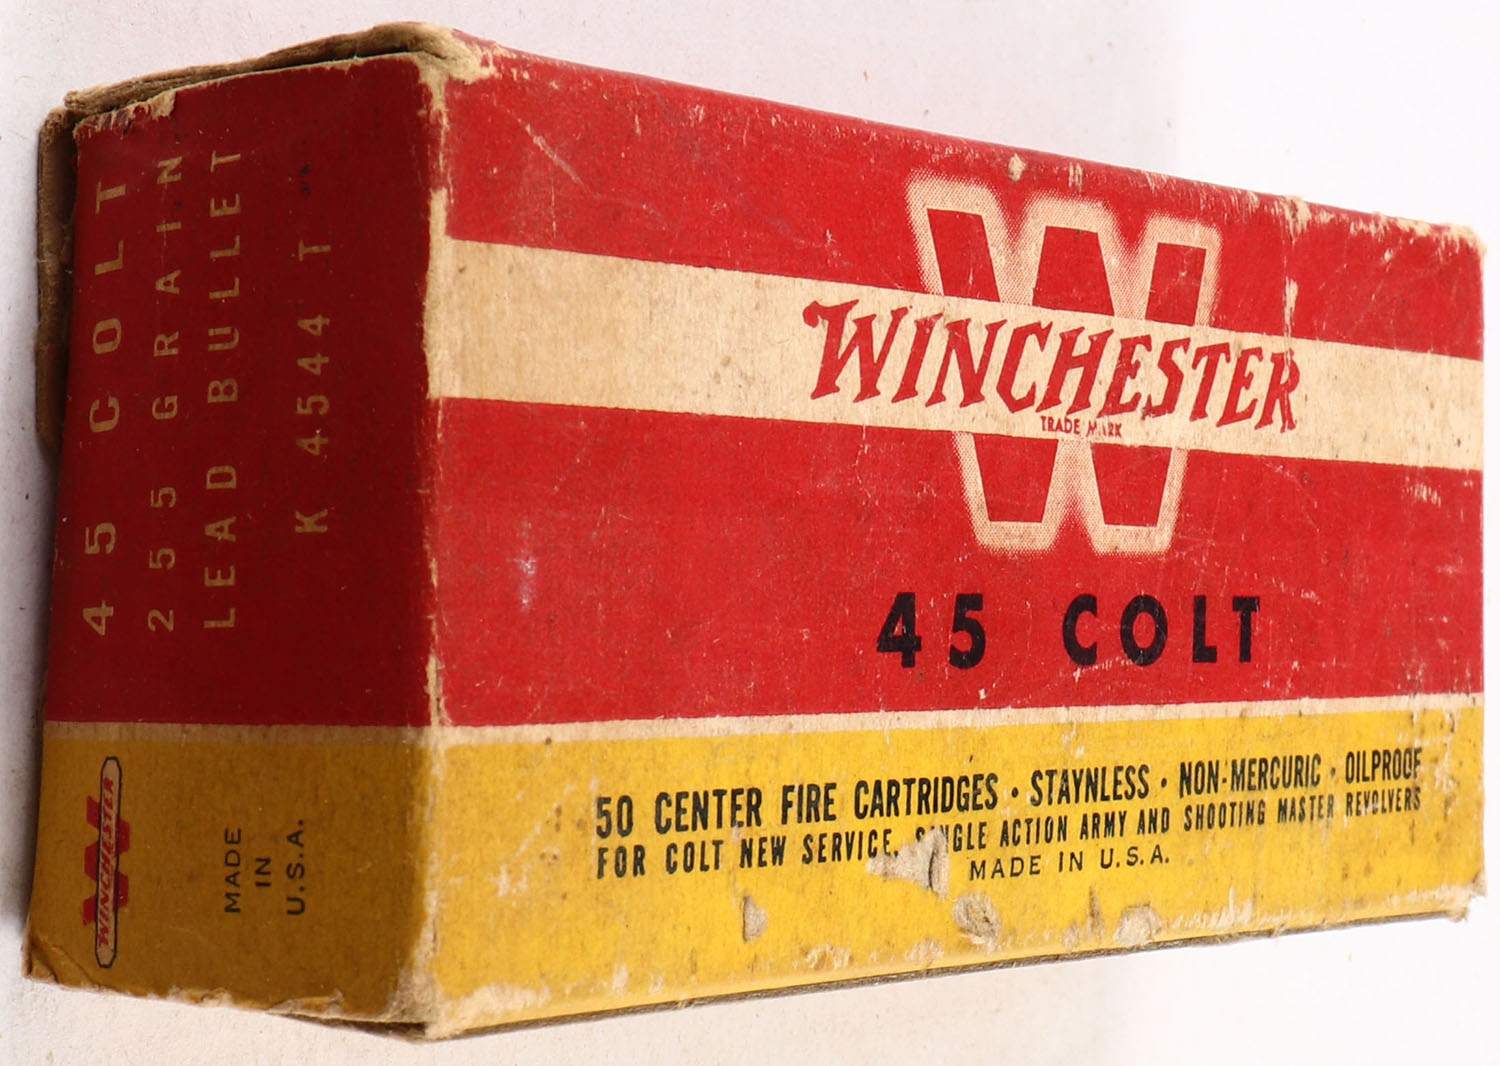 45 COLT
255 GRAIN
LEAD BULLET
K 4544 T
WINCHESTER
MADE
IN
U.S.A.
W
WINCHESTER
TRADE MARK
45 COLT
50 CENTER FIRE CARTRIDGES · STAYNLESS · NON-MERCURIC · OILPROOF
FOR COLT NEW SERVICE, SINGLE ACTION ARMY AND SHOOTING MASTER REVOLVERS
MADE IN U.S.A.